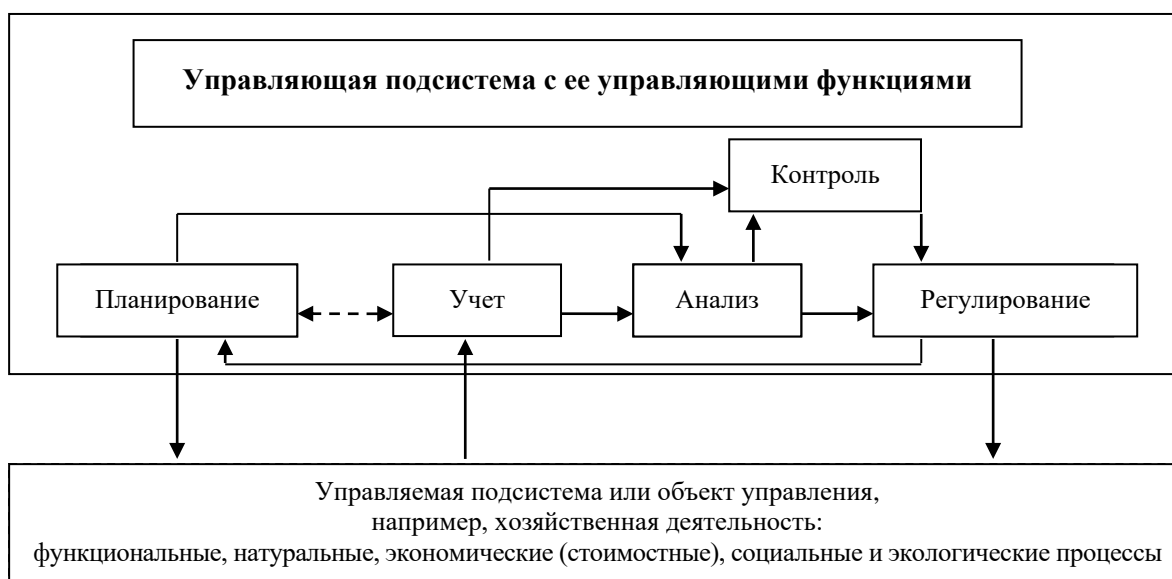 Управляющая подсистема с ее управляющими функциями
Контроль
Планирование
Учет
Анализ
Регулирование
Управляемая подсистема или объект управления,
например, хозяйственная деятельность:
функциональные, натуральные, экономические (стоимостные), социальные и экологические процессы